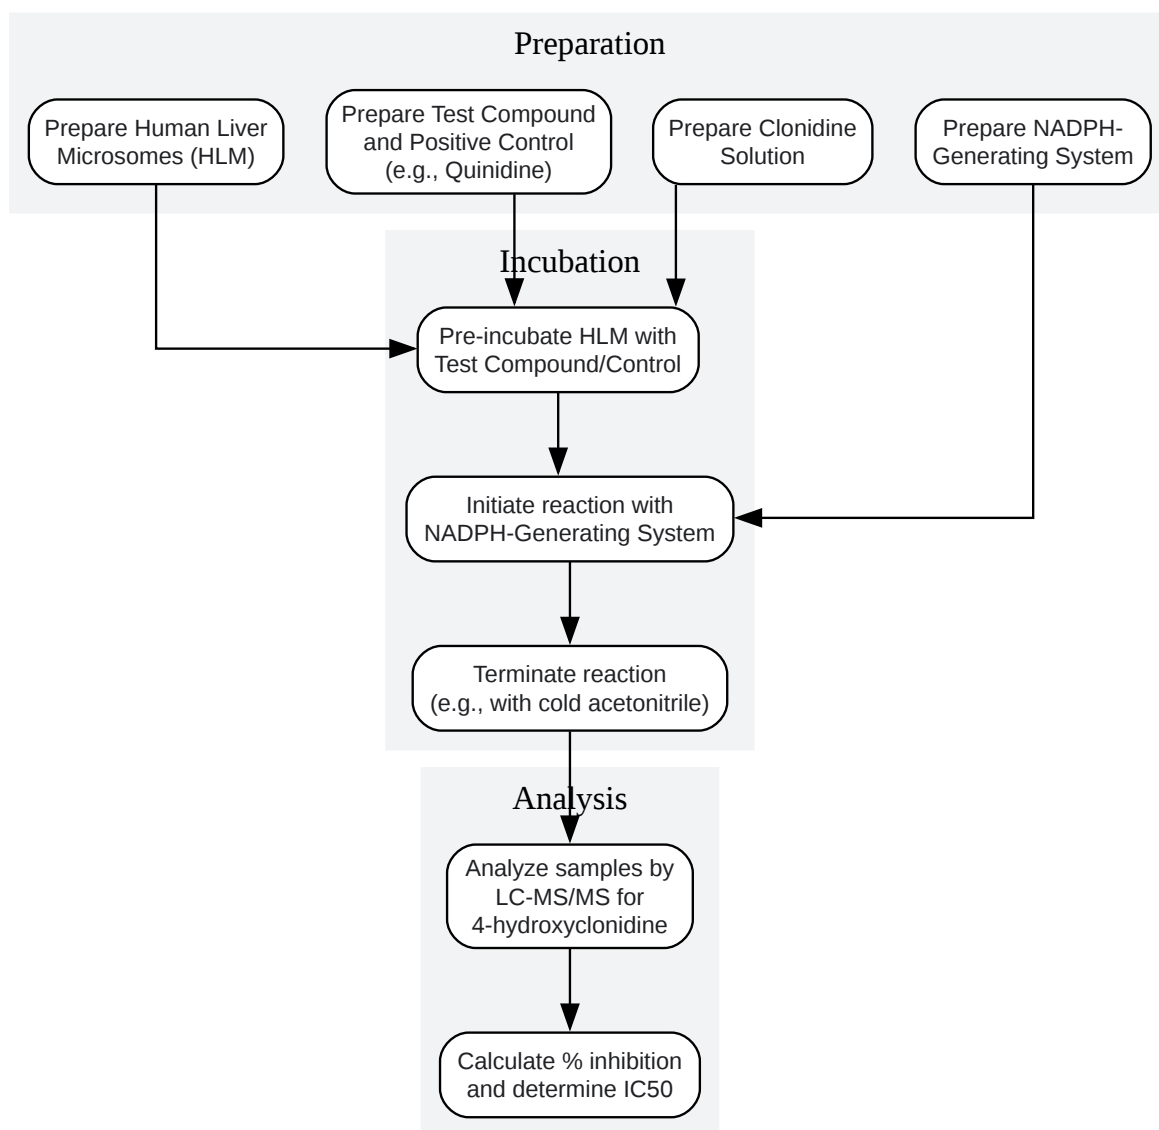 Preparation
Prepare Human Liver
Microsomes (HLM)
Prepare Test Compound
and Positive Control
(e.g., Quinidine)
Prepare Clonidine
Solution
Prepare NADPH-
Generating System
Incubation
Pre-incubate HLM with
Test Compound/Control
Initiate reaction with
NADPH-Generating System
Terminate reaction
(e.g., with cold acetonitrile)
Analysis
Analyze samples by
LC-MS/MS for
4-hydroxyclonidine
Calculate % inhibition
and determine IC50